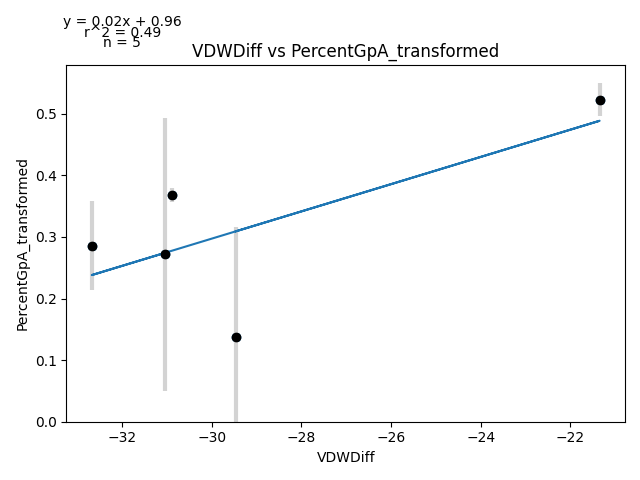 y = 0.02x + 0.96
r^2 = 0.49
n = 5
VDWDiff vs PercentGpA_transformed
PercentGpA_transformed
0.5
0.4
0.3
0.2
0.1
0.0
−32
−30
−28
−26
−24
−22
VDWDiff